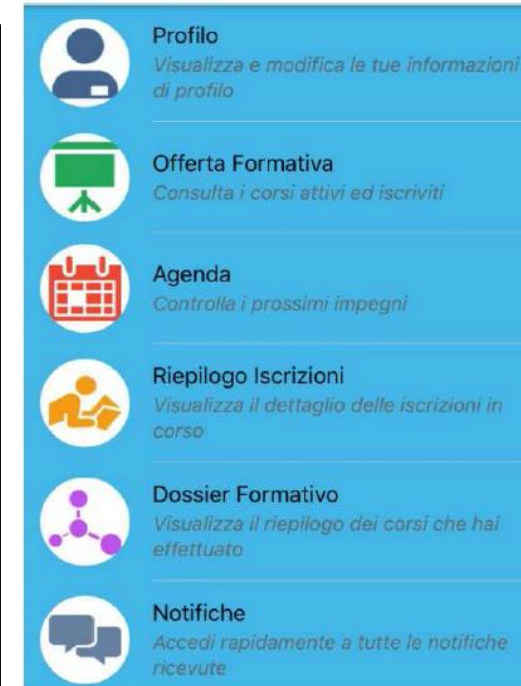 Profilo
Visualizza e modifica le tue informazioni
di profilo
Offerta Formativa
Consulta i corsi attivi ed iscriviti
Agenda
Controlla i prossimi impegni
Riepilogo Iscrizioni
Visualizza il dettaglio delle iscrizioni in
corso
Dossier Formativo
Visualizza il riepilogo dei corsi che hai
effettuato
Notifiche
Accedi rapidamente a tutte le notifiche
ricevute